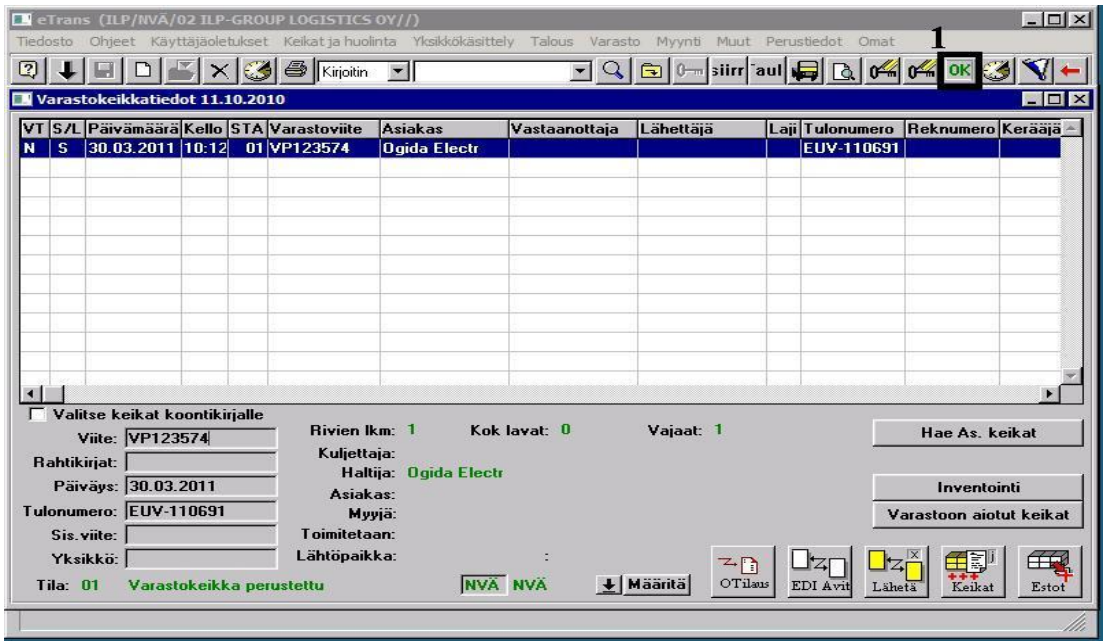 eTrans (ILP/NVÄ/02 ILP-GROUP LOGISTICS OY//)
Tiedosto Ohjeet Käyttäjäoletukset Keikat ja huolinta Yksikkökäsittely Talous Varasto Myynti Muut Perustiedot Omat
1
Kirjoitin siirr aul OK
Varastokeikkatiedot 11.10.2010
VT S/L Päivämäärä Kello STA Varastoviite Asiakas Vastaanottaja Lähettäjä Laji Tulonumero Reknumero Kerääjä
N S 30.03.2011 10:12 01 VP123574 Ogida Electr EUV-110691
Valitse keikat koontikirjalle
Viite: VP123574 Rivien lkm: 1 Kok lavat: 0 Vajaat: 1 Hae As. keikat
Rahtikirjat: Kuljettaja:
Haltija: Ogida Electr
Päiväys: 30.03.2011 Asiakas: Inventointi
Tulonumero: EUV-110691 Myyjä: Varastoon aiotut keikat
Sis.viite: Toimitetaan:
Yksikkö: Lähtöpaikka: :
Tila: 01 Varastokeikka perustettu NVÄ NVÄ Määritä OTilaus EDI Avit Lähetä Keikat Estot